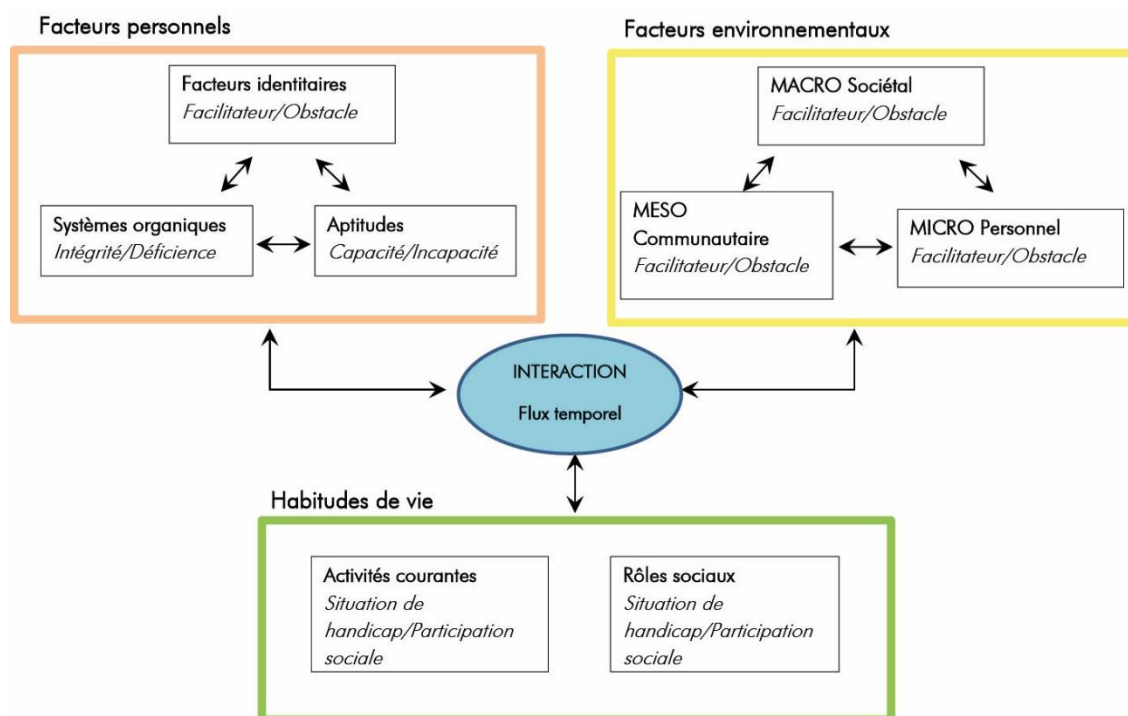 Facteurs personnels
Facteurs identitaires
Facilitateur/Obstacle
Systèmes organiques
Intégrité/Déficience
Aptitudes
Capacité/Incapacité
Facteurs environnementaux
MACRO Sociétal
Facilitateur/Obstacle
MESO
Communautaire
Facilitateur/Obstacle
MICRO Personnel
Facilitateur/Obstacle
INTERACTION
Flux temporel
Habitudes de vie
Activités courantes
Situation de
handicap/Participation
sociale
Rôles sociaux
Situation de
handicap/Participation
sociale